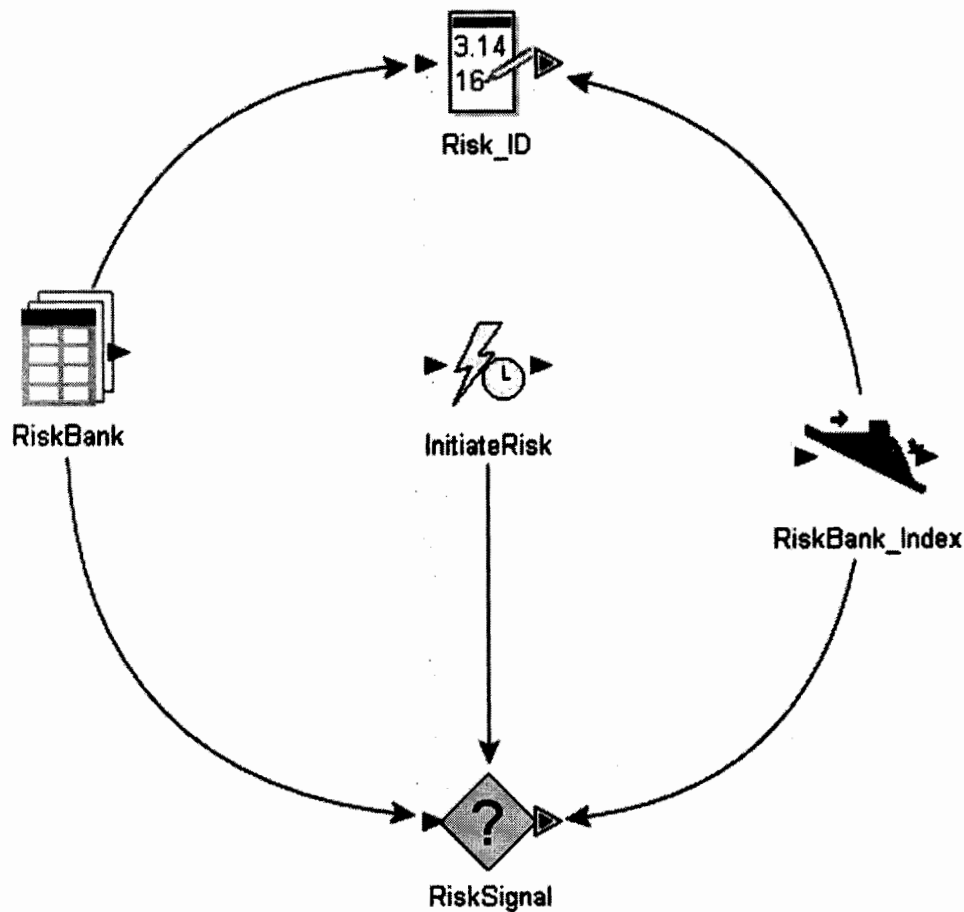 3.14
16
Risk_ID
RiskBank
InitiateRisk
RiskBank_Index
?
RiskSignal